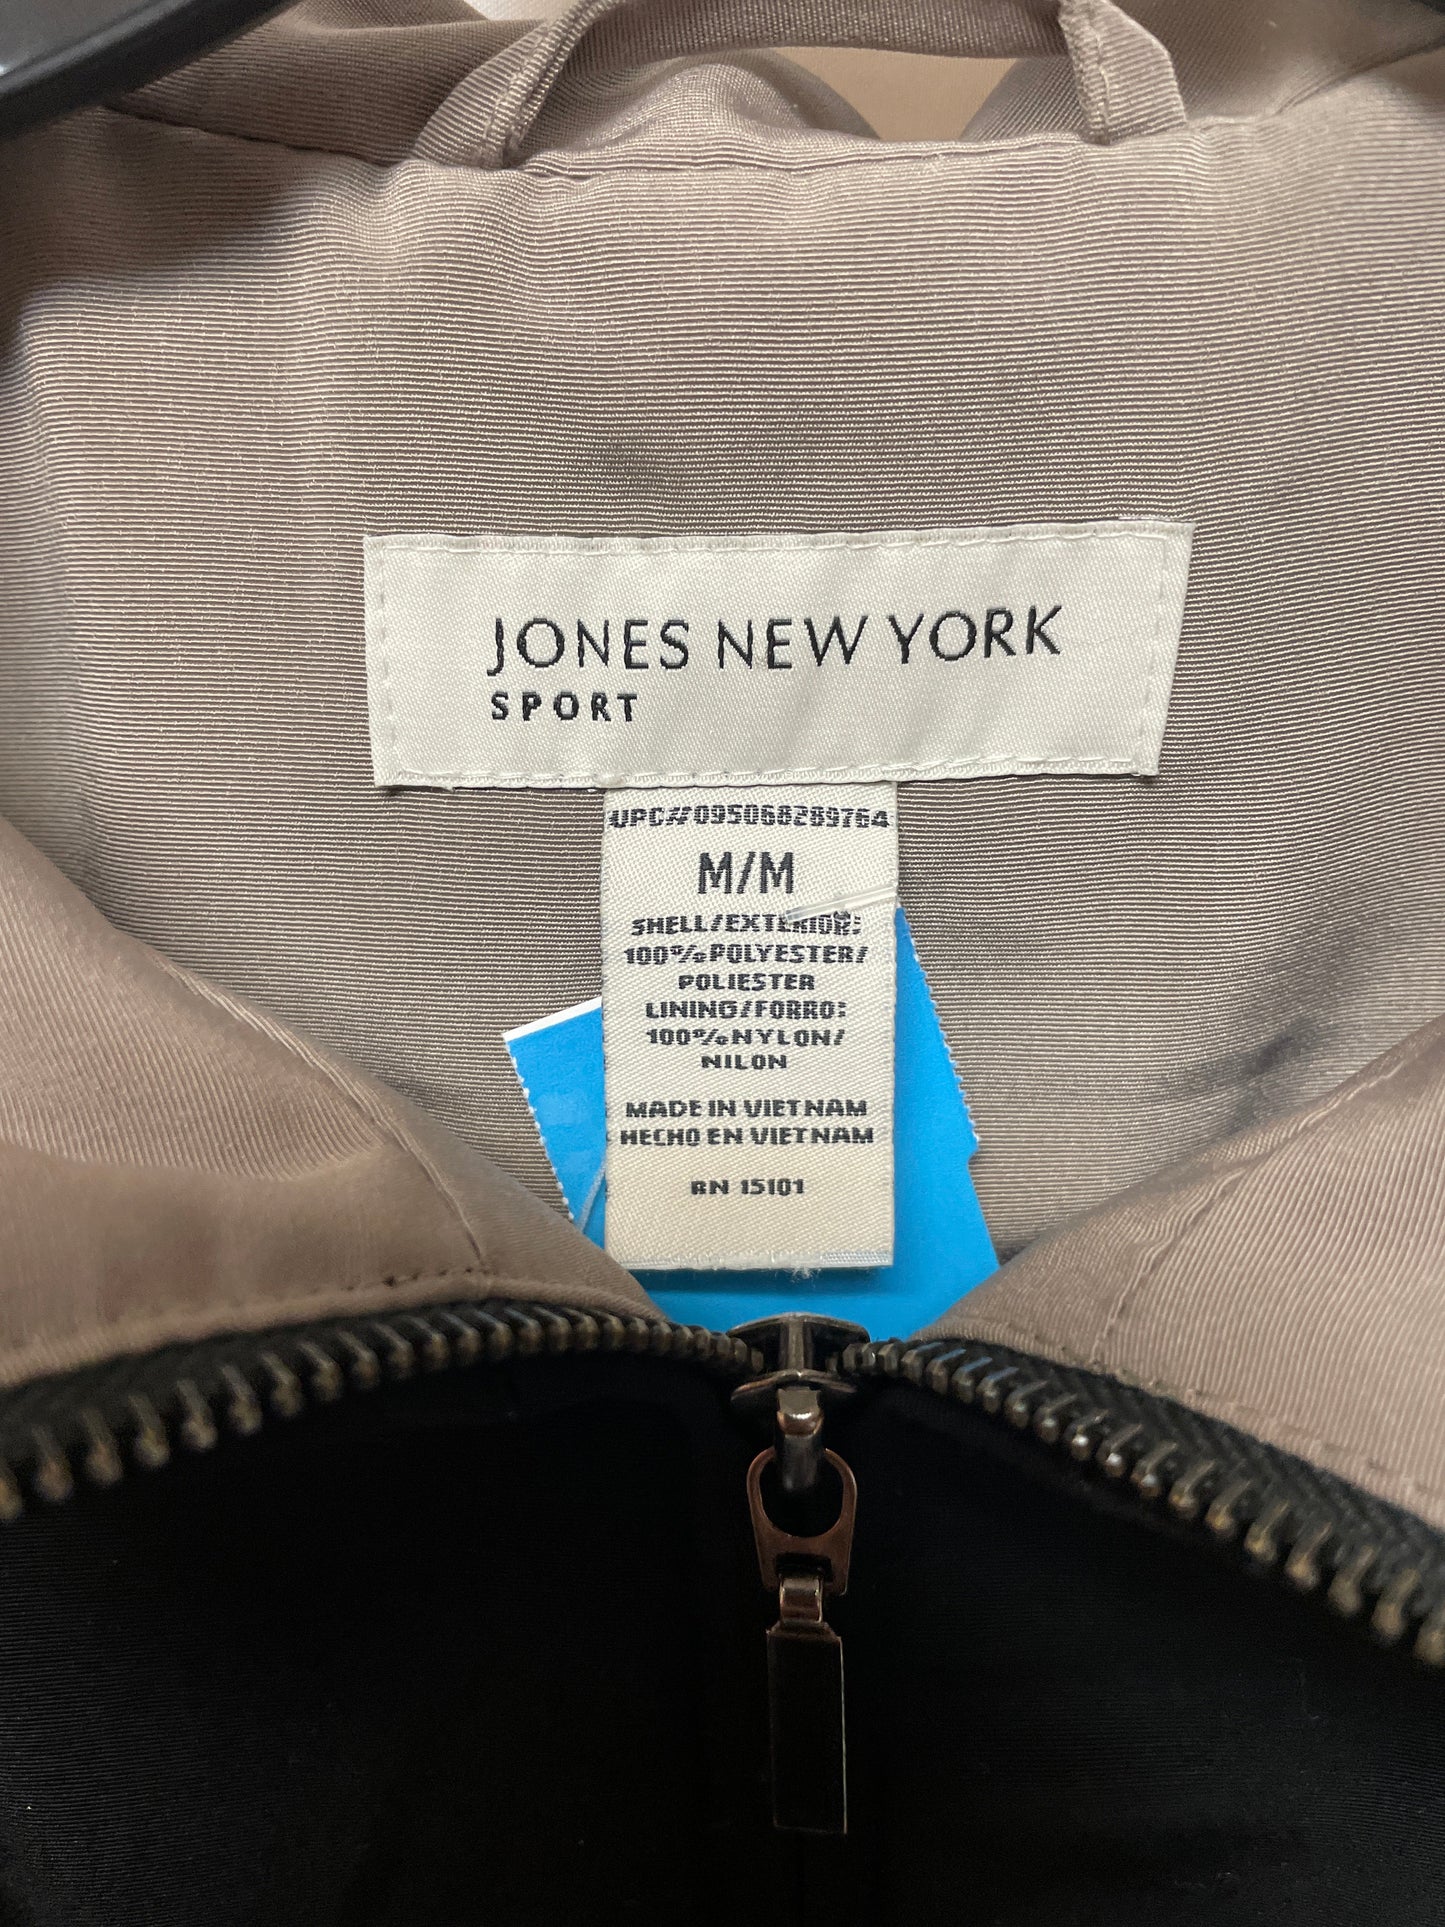 JONES NEW YORK
SPORT
UPC#095068289764
M/M
SHELL/EXTERIOR:
100%POLYESTER/
POLIESTER
LINING/FORRO:
100%NYLON/
NILON
MADE IN VIETNAM
HECHO EN VIETNAM
RN 15101